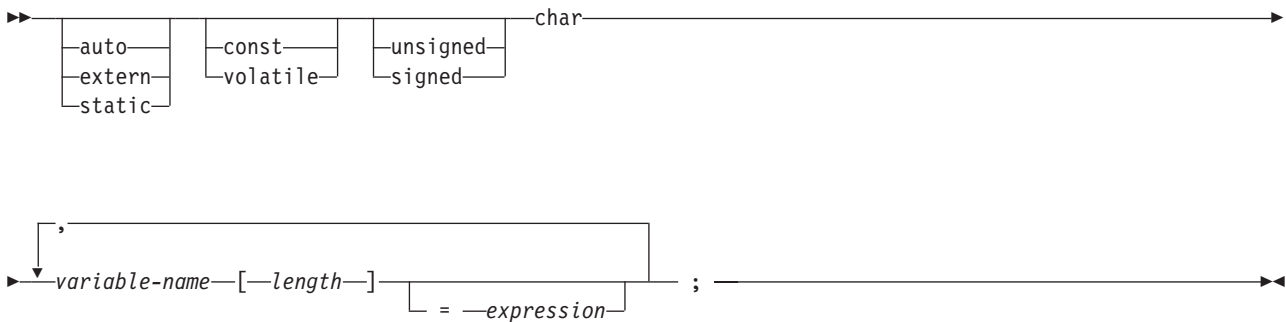 char
auto const unsigned
extern volatile signed
static
,
variable-name [ length ] ;
= expression